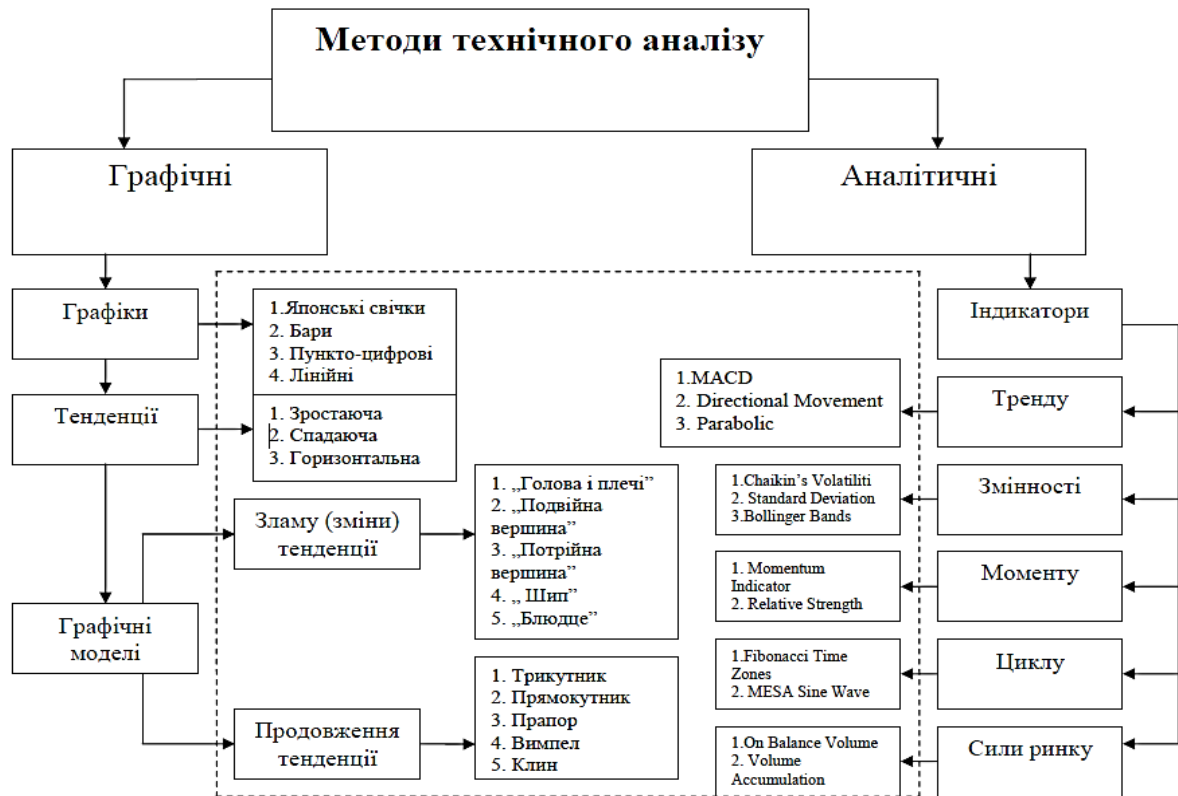 Методи технічного аналізу
Графічні
Аналітичні
Графіки
1.Японські свічки
2. Бари
3. Пункто-цифрові
4. Лінійні
Індикатори
Тенденції
1. Зростаюча
2. Спадаюча
3. Горизонтальна
1.MACD
2. Directional Movement
3. Parabolic
Тренду
Зламу (зміни)
тенденції
1. „Голова і плечі”
2. „Подвійна
вершина”
3. „Потрійна
вершина”
4. „ Шип”
5. „Блюдце”
1.Chaikin’s Volatiliti
2. Standard Deviation
3.Bollinger Bands
Змінності
1. Momentum
Indicator
2. Relative Strength
Моменту
Графічні
моделі
1.Fibonacci Time
Zones
2. MESA Sine Wave
Циклу
Продовження
тенденції
1. Трикутник
2. Прямокутник
3. Прапор
4. Вимпел
5. Клин
1.On Balance Volume
2. Volume
Accumulation
Сили ринку